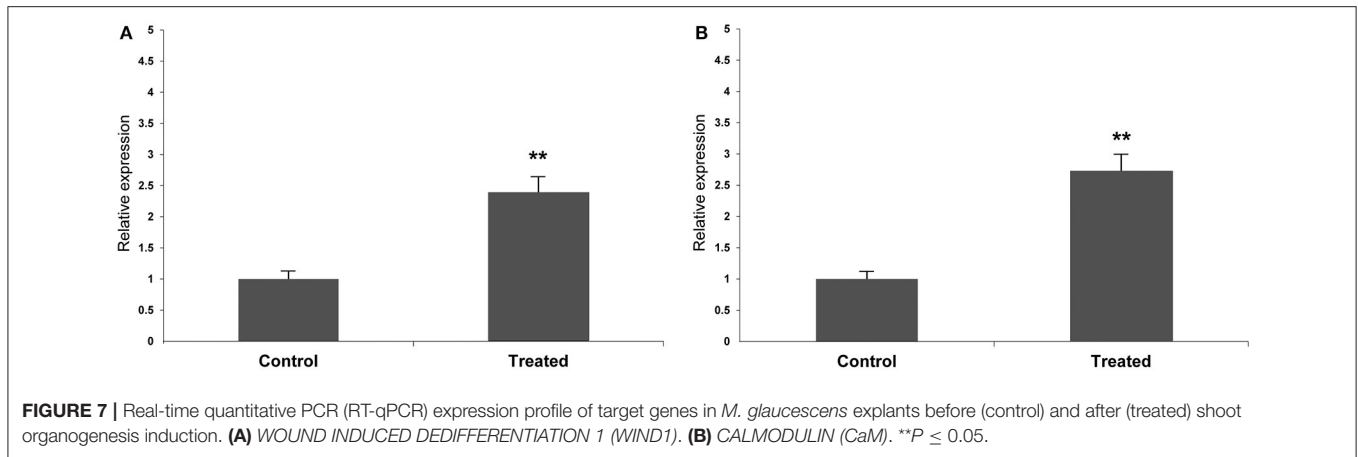 A
5
4.5
4
3.5
3
2.5
2
1.5
1
0.5
0
Relative expression
**
Control
Treated
B
5
4.5
4
3.5
3
2.5
2
1.5
1
0.5
0
Relative expression
**
Control
Treated
FIGURE 7 | Real-time quantitative PCR (RT-qPCR) expression profile of target genes in M. glaucescens explants before (control) and after (treated) shoot
organogenesis induction. (A) WOUND INDUCED DEDIFFERENTIATION 1 (WIND1). (B) CALMODULIN (CaM). **P ≤ 0.05.